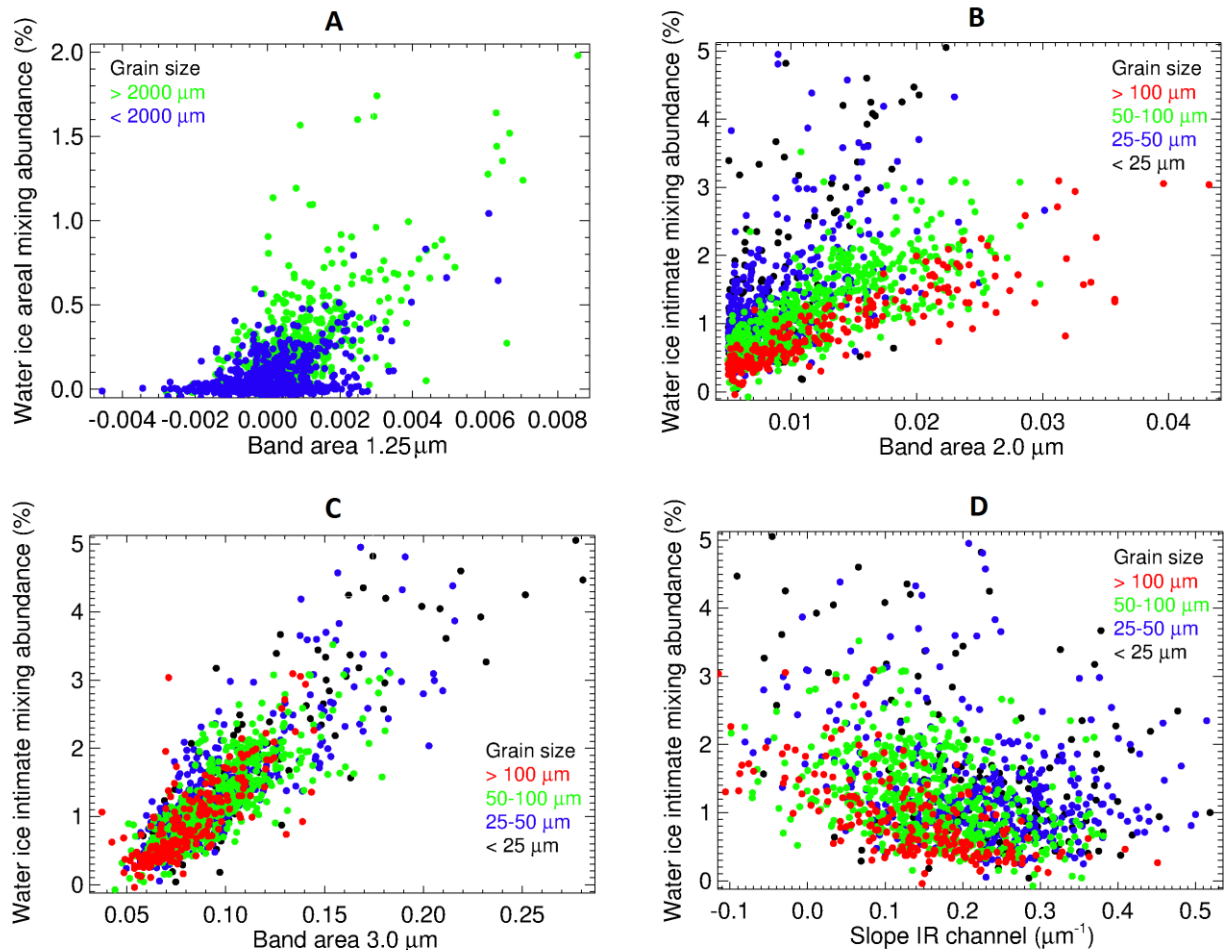 A
Water ice areal mixing abundance (%)
2.0
1.5
1.0
0.5
0.0
Grain size
> 2000 μm
< 2000 μm
-0.004 -0.002 0.000 0.002 0.004 0.006 0.008
Band area 1.25μm
B
Water ice intimate mixing abundance (%)
5
4
3
2
1
0
Grain size
> 100 μm
50-100 μm
25-50 μm
< 25 μm
0.01 0.02 0.03 0.04
Band area 2.0 μm
C
Water ice intimate mixing abundance (%)
5
4
3
2
1
0
Grain size
> 100 μm
50-100 μm
25-50 μm
< 25 μm
0.05 0.10 0.15 0.20 0.25
Band area 3.0 μm
D
Water ice intimate mixing abundance (%)
5
4
3
2
1
0
Grain size
> 100 μm
50-100 μm
25-50 μm
< 25 μm
-0.1 0.0 0.1 0.2 0.3 0.4 0.5
Slope IR channel (μm⁻¹)